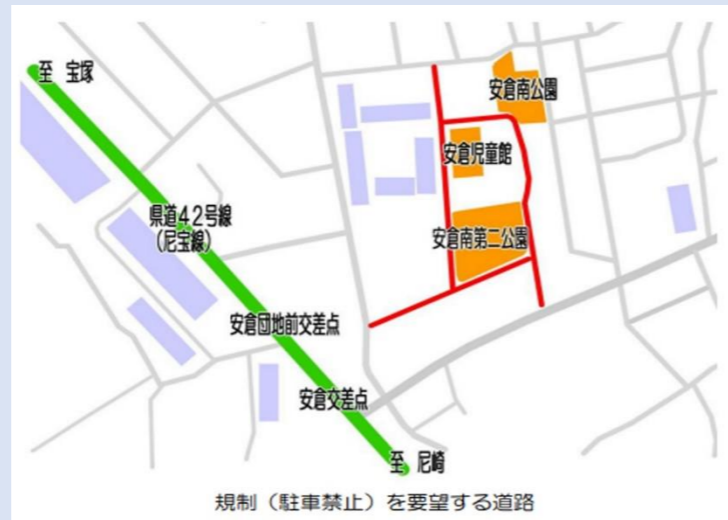 至 宝塚
安倉南公園
安倉児童館
県道42号線
(尼宝線)
安倉南第二公園
安倉団地前交差点
安倉交差点
至 尼崎
規制（駐車禁止）を要望する道路